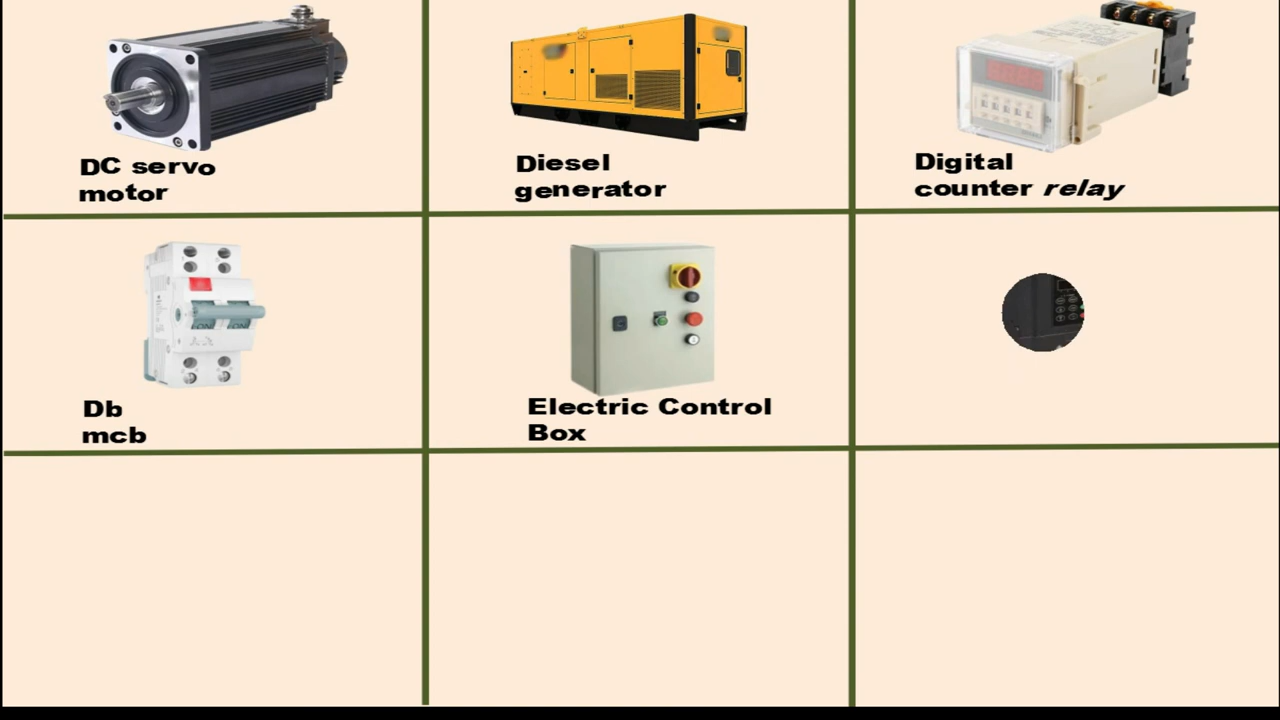 DC servo
motor
Diesel
generator
Digital
counter relay
Db
mcb
Electric Control
Box